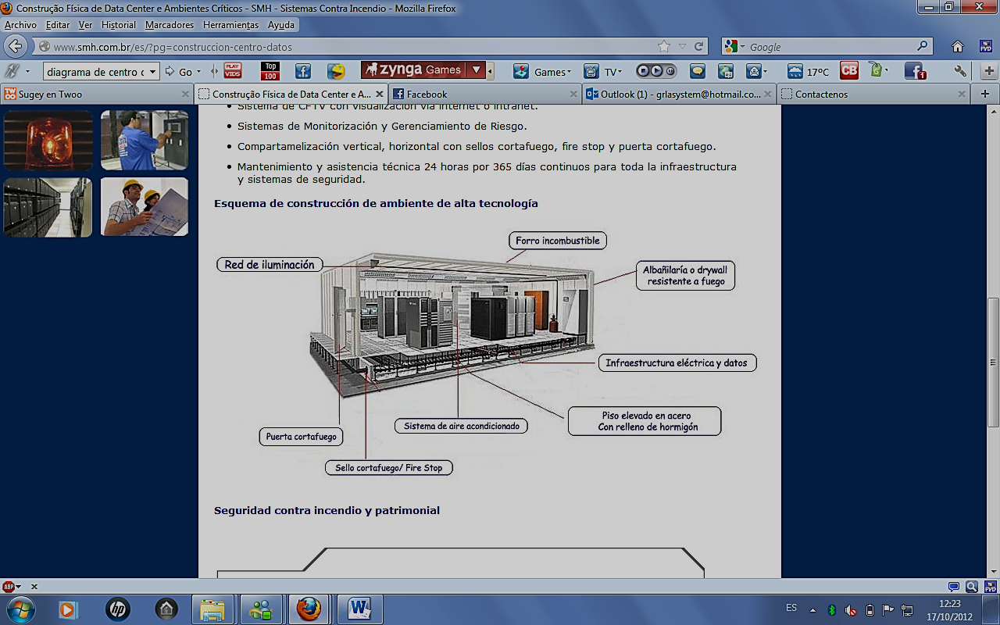 Construção Física de Data Center e Ambientes Críticos - SMH - Sistemas Contra Incendio - Mozilla Firefox
Archivo Editar Ver Historial Marcadores Herramientas Ayuda
www.smh.com.br/es/?pg=construccion-centro-datos
Google
diagrama de centro c
Go
PLAY VIDS
Top 100
zynga Games
Games
TV
17ºC
CB
1
Sugey en Twoo
Construção Física de Data Center e A...
Facebook
Outlook (1) - grlasystem@hotmail.co...
Contactenos
• Sistema de CFTV con visualización vía internet o intranet.
• Sistemas de Monitorización y Gerenciamiento de Riesgo.
• Compartamelización vertical, horizontal con sellos cortafuego, fire stop y puerta cortafuego.
• Mantenimiento y asistencia técnica 24 horas por 365 días continuos para toda la infraestructura
y sistemas de seguridad.
Esquema de construcción de ambiente de alta tecnología
Forro incombustible
Red de iluminación
Albañilaría o drywall
resistente a fuego
Infraestructura eléctrica y datos
Piso elevado en acero
Con relleno de hormigón
Sistema de aire acondicionado
Puerta cortafuego
Sello cortafuego/ Fire Stop
Seguridad contra incendio y patrimonial
ABP
hp
ES
12:23
17/10/2012